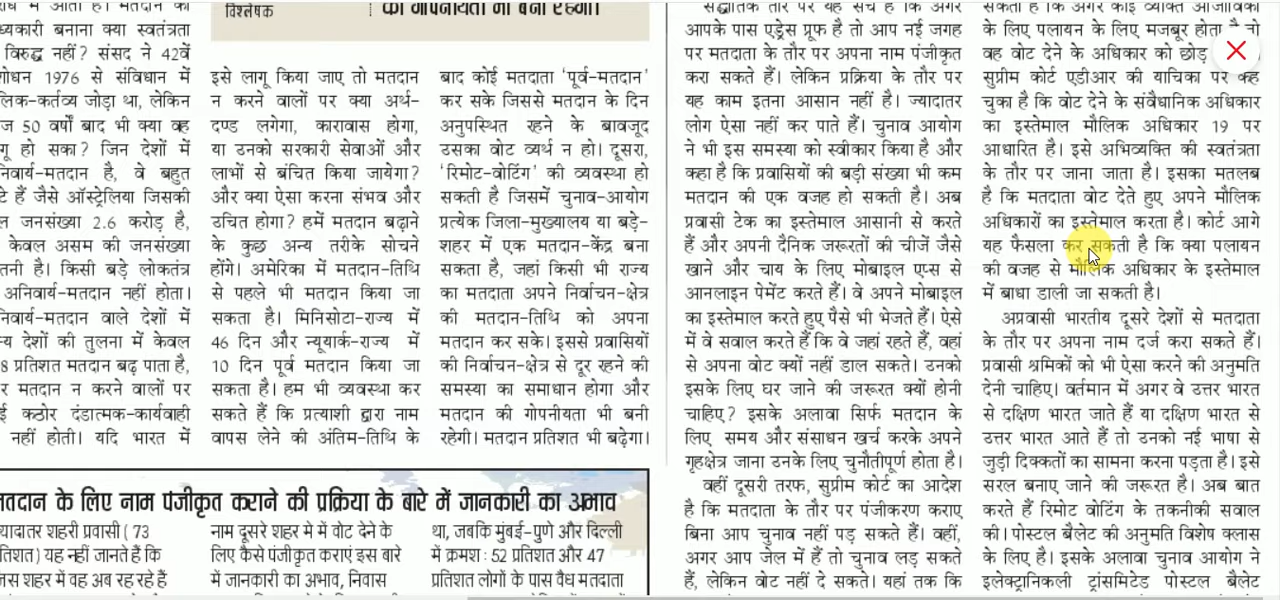 विश्लेषक
की गोपनीयता भी बनी रहेगी।
ध्यकारी बनाना क्या स्वतंत्रता
विरुद्ध नहीं? संसद ने 42वें
शोधन 1976 से संविधान में
लिक-कर्तव्य जोड़ा था, लेकिन
ज 50 वर्षों बाद भी क्या वह
गू हो सका? जिन देशों में
निवार्य-मतदान है, वे बहुत
टे हैं जैसे ऑस्ट्रेलिया जिसकी
ल जनसंख्या 2.6 करोड़ है,
केवल असम की जनसंख्या
तनी है। किसी बड़े लोकतंत्र
अनिवार्य-मतदान नहीं होता।
निवार्य-मतदान वाले देशों में
य देशों की तुलना में केवल
8 प्रतिशत मतदान बढ़ पाता है,
र मतदान न करने वालों पर
ई कठोर दंडात्मक-कार्यवाही
नहीं होती। यदि भारत में
इसे लागू किया जाए तो मतदान
न करने वालों पर क्या अर्थ-
दण्ड लगेगा, कारावास होगा,
या उनको सरकारी सेवाओं और
लाभों से बंचित किया जायेगा?
और क्या ऐसा करना संभव और
उचित होगा? हमें मतदान बढ़ाने
के कुछ अन्य तरीके सोचने
होंगे। अमेरिका में मतदान-तिथि
से पहले भी मतदान किया जा
सकता है। मिनिसोटा-राज्य में
46 दिन और न्यूयार्क-राज्य में
10 दिन पूर्व मतदान किया जा
सकता है। हम भी व्यवस्था कर
सकते हैं कि प्रत्याशी द्वारा नाम
वापस लेने की अंतिम-तिथि के
बाद कोई मतदाता 'पूर्व-मतदान'
कर सके जिससे मतदान के दिन
अनुपस्थित रहने के बावजूद
उसका वोट व्यर्थ न हो। दूसरा,
'रिमोट-वोटिंग' की व्यवस्था हो
सकती है जिसमें चुनाव-आयोग
प्रत्येक जिला-मुख्यालय या बड़े-
शहर में एक मतदान-केंद्र बना
सकता है, जहां किसी भी राज्य
का मतदाता अपने निर्वाचन-क्षेत्र
की मतदान-तिथि को अपना
मतदान कर सके। इससे प्रवासियों
की निर्वाचन-क्षेत्र से दूर रहने की
समस्या का समाधान होगा और
मतदान की गोपनीयता भी बनी
रहेगी। मतदान प्रतिशत भी बढ़ेगा।
सैद्धांतिक तौर पर यह सच है कि अगर
आपके पास एड्रेस प्रूफ है तो आप नई जगह
पर मतदाता के तौर पर अपना नाम पंजीकृत
करा सकते हैं। लेकिन प्रक्रिया के तौर पर
यह काम इतना आसान नहीं है। ज्यादातर
लोग ऐसा नहीं कर पाते हैं। चुनाव आयोग
ने भी इस समस्या को स्वीकार किया है और
कहा है कि प्रवासियों की बड़ी संख्या भी कम
मतदान की एक वजह हो सकती है। अब
प्रवासी टेक का इस्तेमाल आसानी से करते
हैं और अपनी दैनिक जरूरतों की चीजें जैसे
खाने और चाय के लिए मोबाइल एप्स से
आनलाइन पेमेंट करते हैं। वे अपने मोबाइल
का इस्तेमाल करते हुए पैसे भी भेजते हैं। ऐसे
में वे सवाल करते हैं कि वे जहां रहते हैं, वहां
से अपना वोट क्यों नहीं डाल सकते। उनको
इसके लिए घर जाने की जरूरत क्यों होनी
चाहिए? इसके अलावा सिर्फ मतदान के
लिए समय और संसाधन खर्च करके अपने
गृहक्षेत्र जाना उनके लिए चुनौतीपूर्ण होता है।
वहीं दूसरी तरफ, सुप्रीम कोर्ट का आदेश
है कि मतदाता के तौर पर पंजीकरण कराए
बिना आप चुनाव नहीं पड़ सकते हैं। वहीं,
अगर आप जेल में हैं तो चुनाव लड़ सकते
हैं, लेकिन वोट नहीं दे सकते। यहां तक कि
सकता है कि अगर कोई व्यक्ति आजीविका
के लिए पलायन के लिए मजबूर होता है तो
वह वोट देने के अधिकार को छोड़
सुप्रीम कोर्ट एडीआर की याचिका पर कह
चुका है कि वोट देने के संवैधानिक अधिकार
का इस्तेमाल मौलिक अधिकार 19 पर
आधारित है। इसे अभिव्यक्ति की स्वतंत्रता
के तौर पर जाना जाता है। इसका मतलब
है कि मतदाता वोट देते हुए अपने मौलिक
अधिकारों का इस्तेमाल करता है। कोर्ट आगे
यह फैसला कर सकती है कि क्या पलायन
की वजह से मौलिक अधिकार के इस्तेमाल
में बाधा डाली जा सकती है।
अप्रवासी भारतीय दूसरे देशों से मतदाता
के तौर पर अपना नाम दर्ज करा सकते हैं।
प्रवासी श्रमिकों को भी ऐसा करने की अनुमति
देनी चाहिए। वर्तमान में अगर वे उत्तर भारत
से दक्षिण भारत जाते हैं या दक्षिण भारत से
उत्तर भारत आते हैं तो उनको नई भाषा से
जुड़ी दिक्कतों का सामना करना पड़ता है। इसे
सरल बनाए जाने की जरूरत है। अब बात
करते हैं रिमोट वोटिंग के तकनीकी सवाल
की। पोस्टल बैलेट की अनुमति विशेष क्लास
के लिए है। इसके अलावा चुनाव आयोग ने
इलेक्ट्रानिकली ट्रांसमिटेड पोस्टल बैलेट
मतदान के लिए नाम पंजीकृत कराने की प्रक्रिया के बारे में जानकारी का अभाव
यादातर शहरी प्रवासी ( 73
तिशत) यह नहीं जानते हैं कि
जस शहर में वह अब रह रहे हैं
नाम दूसरे शहर मे में वोट देने के
लिए कैसे पंजीकृत कराएं इस बारे
में जानकारी का अभाव, निवास
था, जबकि मुंबई-पुणे और दिल्ली
में क्रमश: 52 प्रतिशत और 47
प्रतिशत लोगों के पास वैध मतदाता